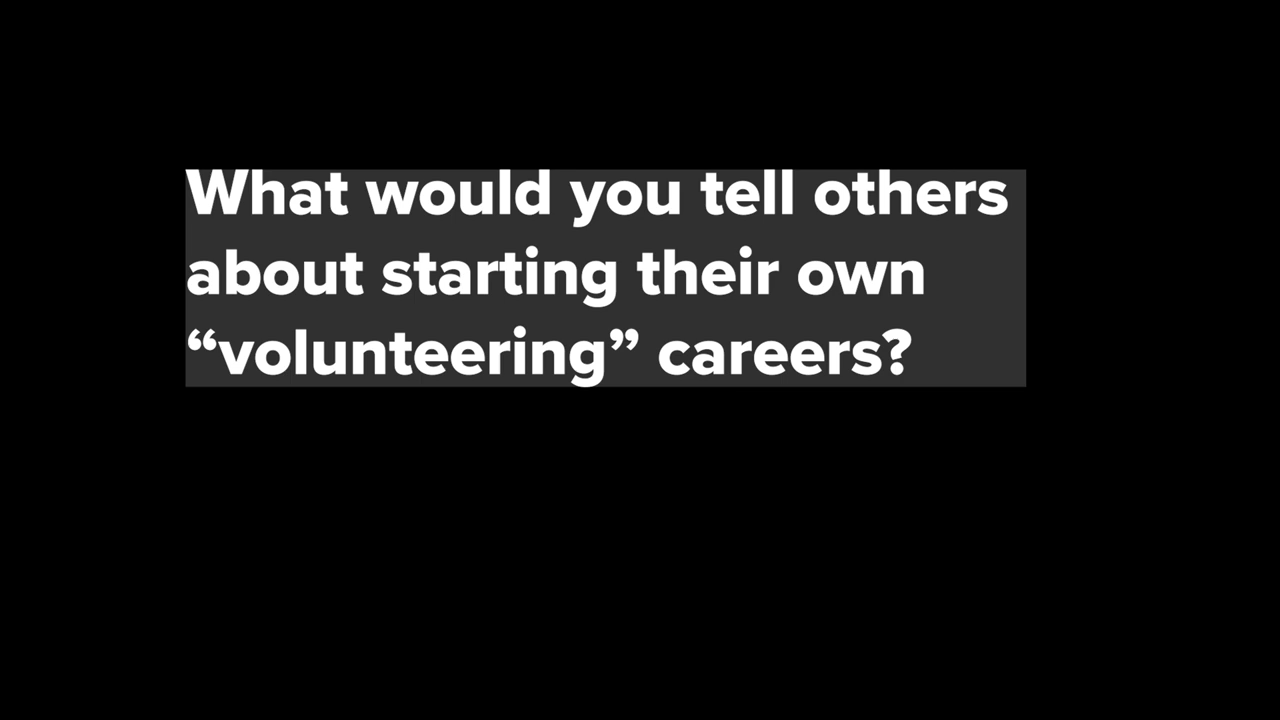 What would you tell others
about starting their own
“volunteering” careers?